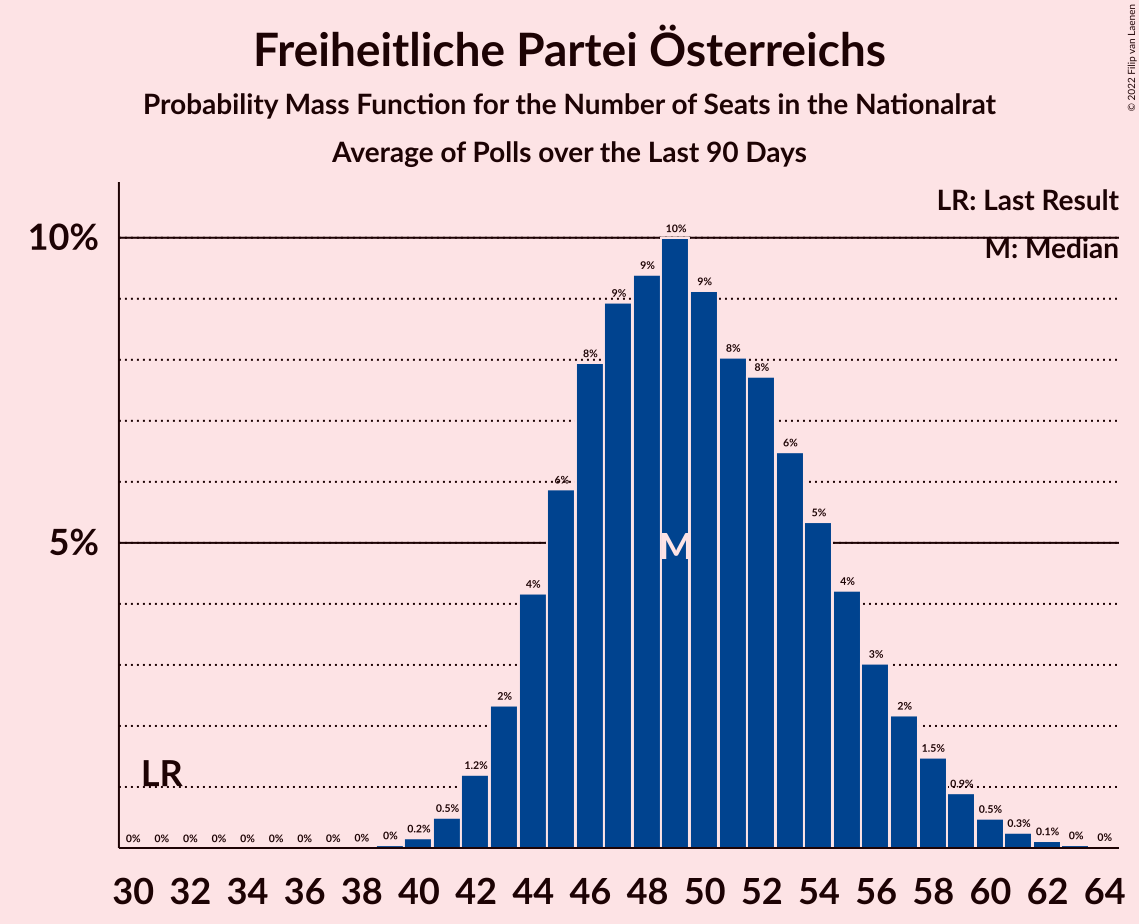 Freiheitliche Partei Österreichs
Probability Mass Function for the Number of Seats in the Nationalrat
Average of Polls over the Last 90 Days
© 2022 Filip van Laenen
LR: Last Result
M: Median
10%
5%
LR
M
0% 0% 0% 0% 0% 0% 0% 0% 0% 0% 0.2% 0.5% 1.2% 2% 4% 6% 8% 9% 9% 10% 9% 8% 8% 6% 5% 4% 3% 2% 1.5% 0.9% 0.5% 0.3% 0.1% 0% 0%
30 32 34 36 38 40 42 44 46 48 50 52 54 56 58 60 62 64